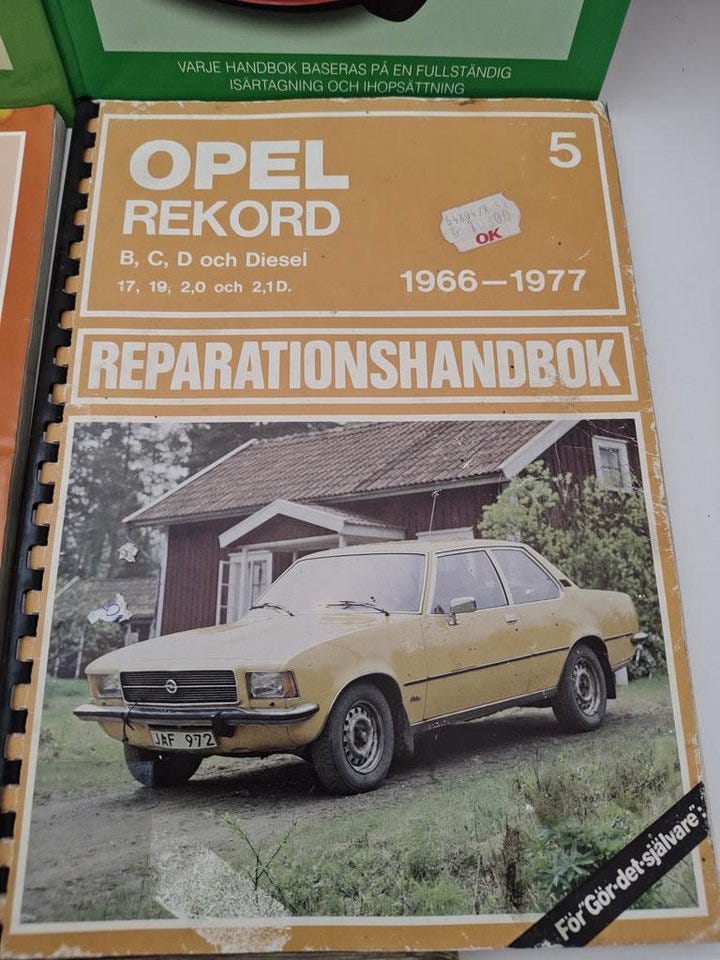 VARJE HANDBOK BASERAS PÅ EN FULLSTÄNDIG
ISÄRTAGNING OCH IHOPSÄTTNING
OPEL
5
REKORD
B, C, D och Diesel
17, 19, 2,0 och 2,1D.
1966—1977
OK
REPARATIONSHANDBOK
JAF 972
För "Gör-det-självare"